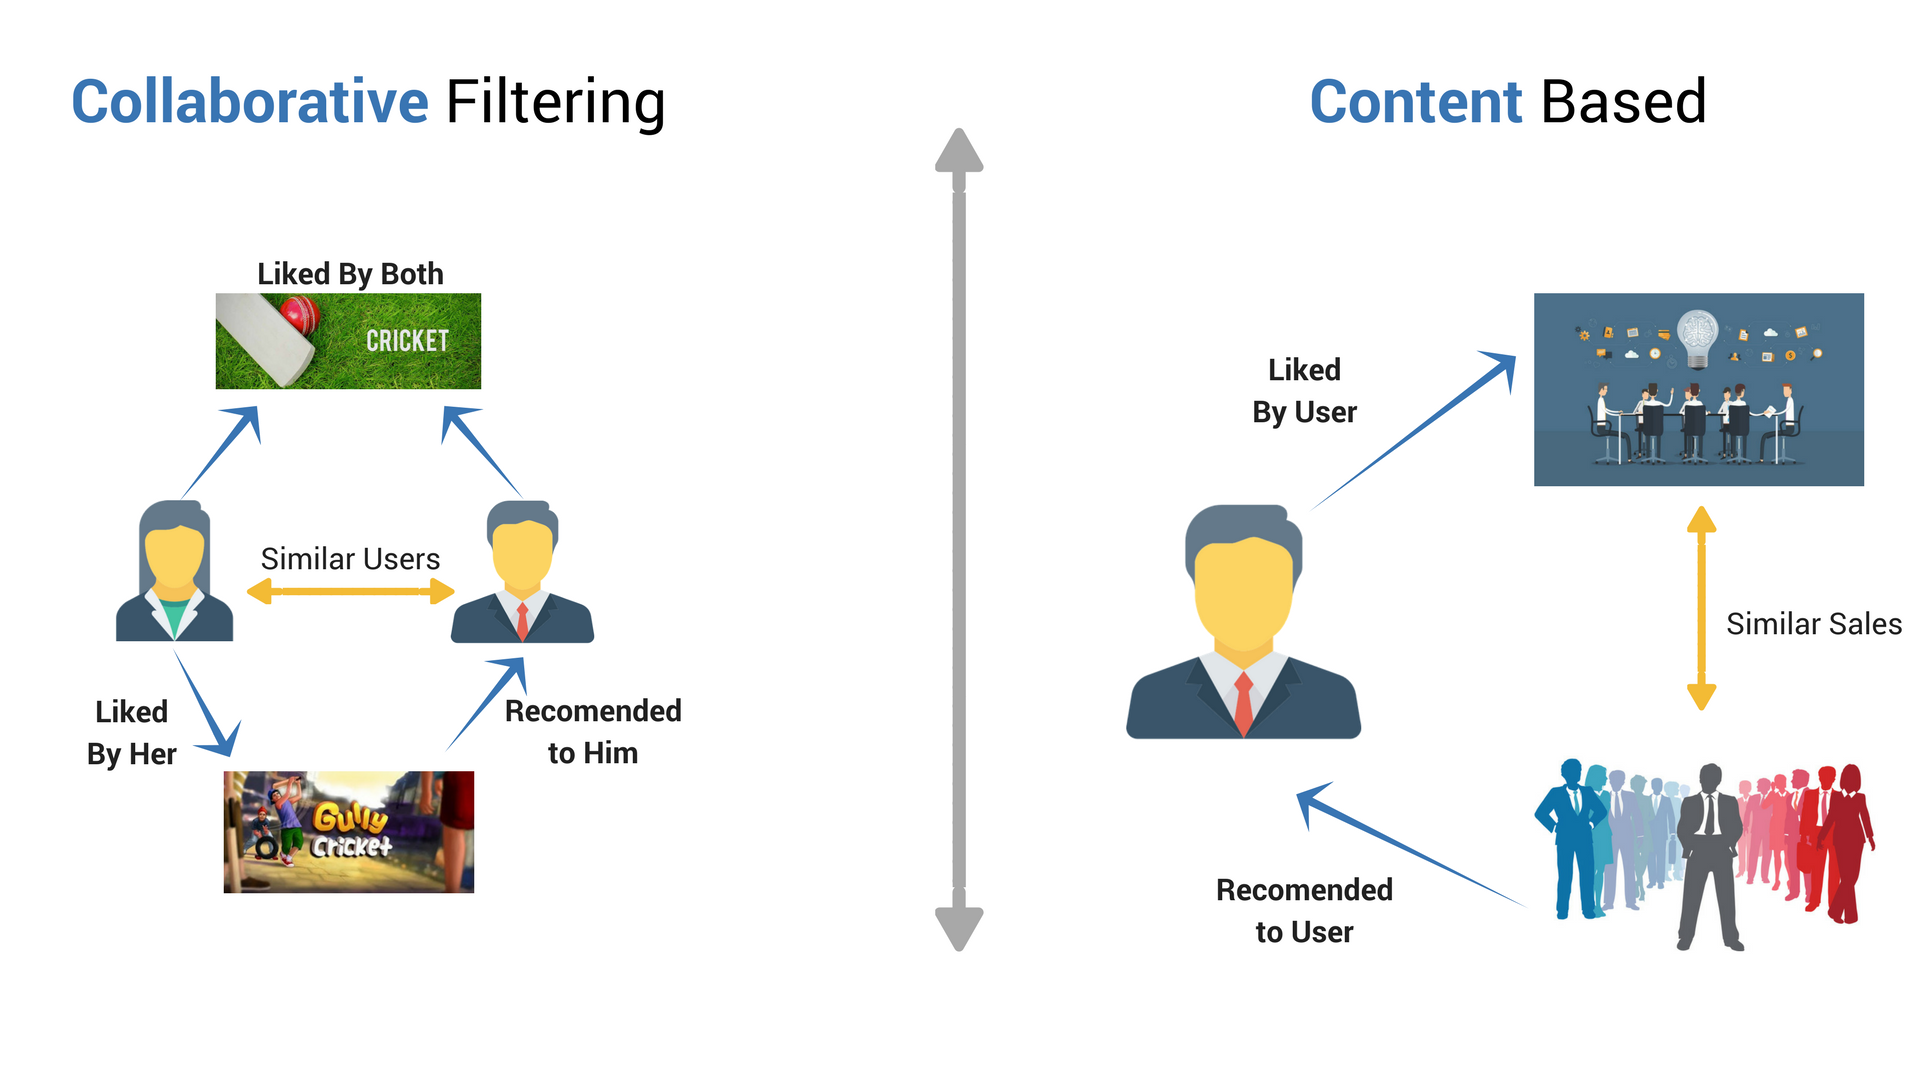 Collaborative Filtering
Liked By Both
CRICKET
Similar Users
Liked
By Her
Recomended
to Him
Gully
Cricket
Content Based
Liked
By User
Similar Sales
Recomended
to User